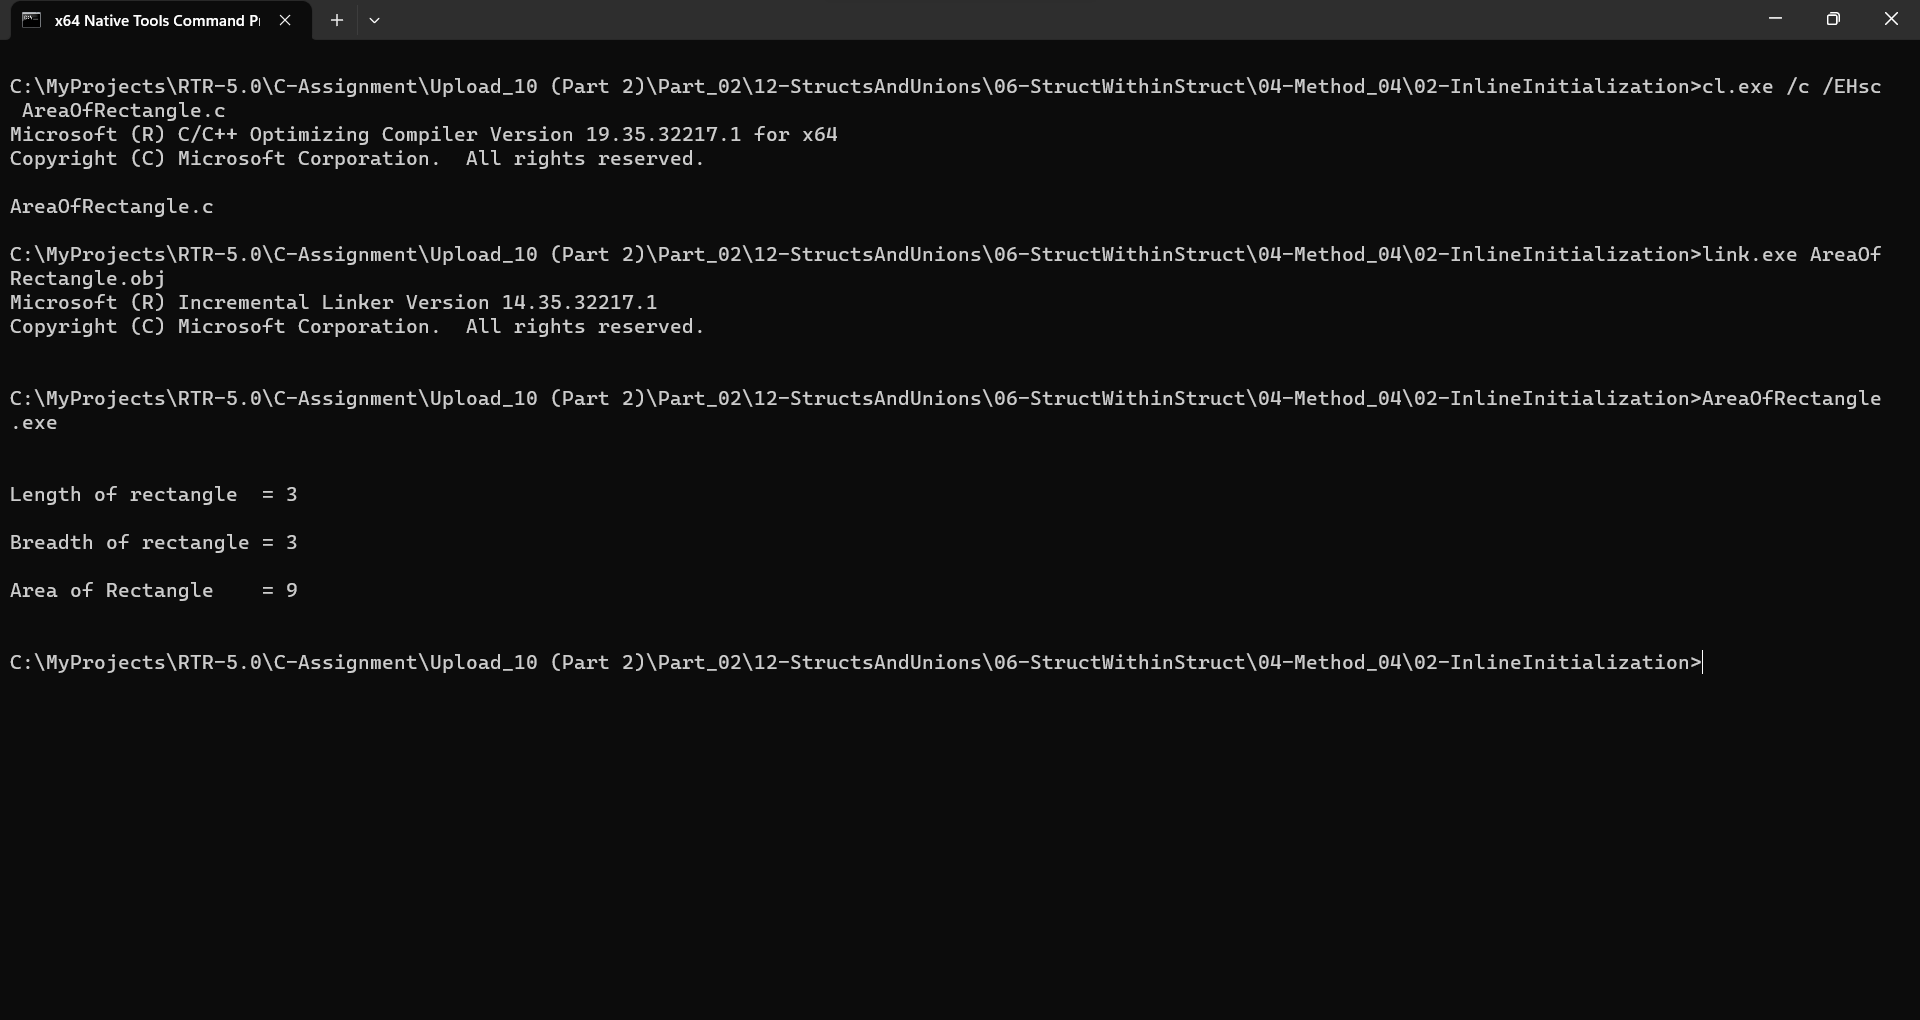 x64 Native Tools Command P
C:\MyProjects\RTR-5.0\C-Assignment\Upload_10 (Part 2)\Part_02\12-StructsAndUnions\06-StructWithinStruct\04-Method_04\02-InlineInitialization>cl.exe /c /EHsc
 AreaOfRectangle.c
Microsoft (R) C/C++ Optimizing Compiler Version 19.35.32217.1 for x64
Copyright (C) Microsoft Corporation.  All rights reserved.
AreaOfRectangle.c
C:\MyProjects\RTR-5.0\C-Assignment\Upload_10 (Part 2)\Part_02\12-StructsAndUnions\06-StructWithinStruct\04-Method_04\02-InlineInitialization>link.exe AreaOf
Rectangle.obj
Microsoft (R) Incremental Linker Version 14.35.32217.1
Copyright (C) Microsoft Corporation.  All rights reserved.
C:\MyProjects\RTR-5.0\C-Assignment\Upload_10 (Part 2)\Part_02\12-StructsAndUnions\06-StructWithinStruct\04-Method_04\02-InlineInitialization>AreaOfRectangle
.exe
Length of rectangle  = 3
Breadth of rectangle = 3
Area of Rectangle    = 9
C:\MyProjects\RTR-5.0\C-Assignment\Upload_10 (Part 2)\Part_02\12-StructsAndUnions\06-StructWithinStruct\04-Method_04\02-InlineInitialization>